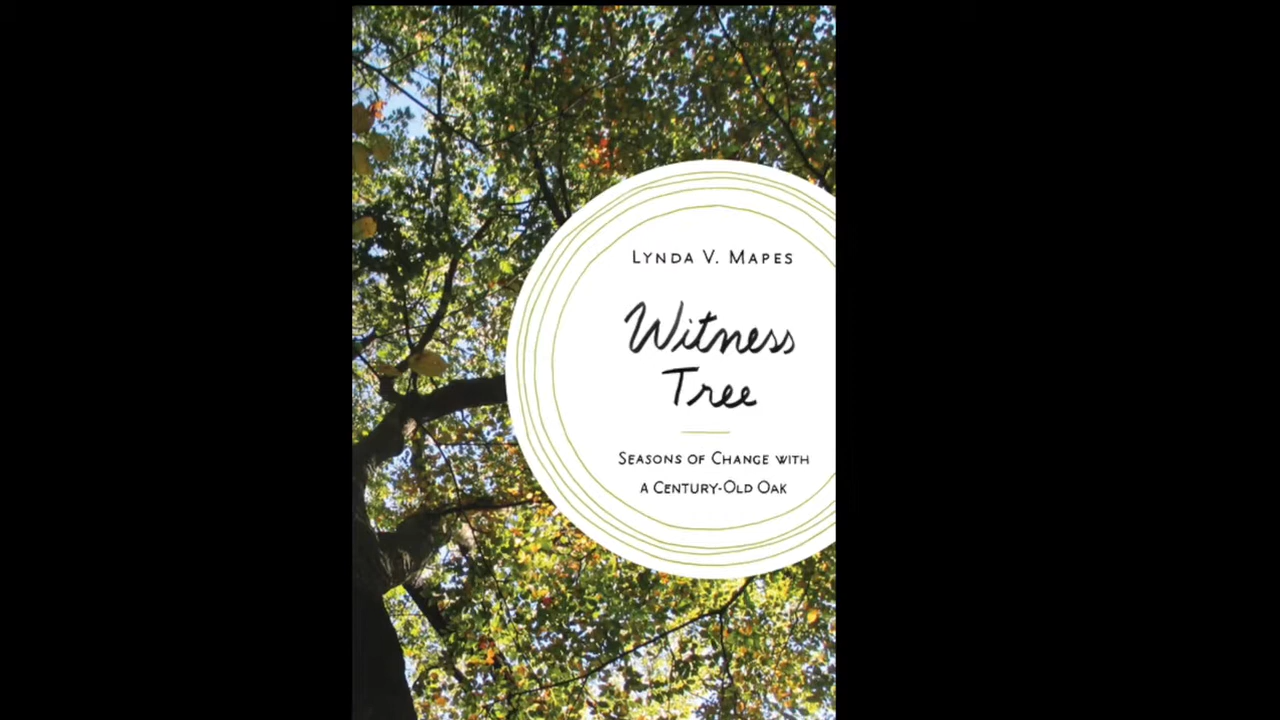 LYNDA V. MAPES
Witness
Tree
SEASONS OF CHANGE WITH
A CENTURY-OLD OAK